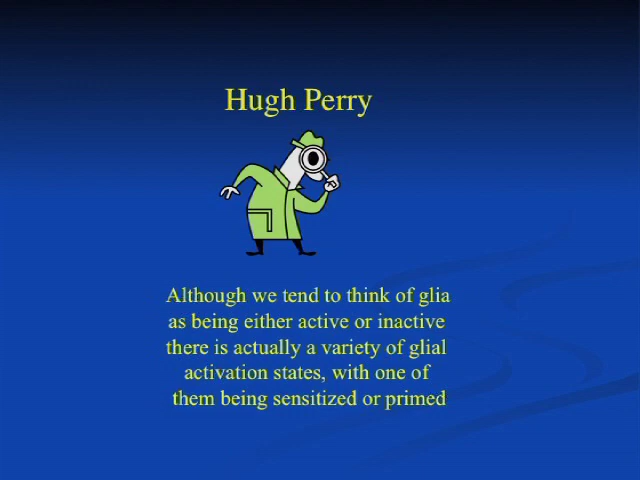 Hugh Perry
Although we tend to think of glia
as being either active or inactive
there is actually a variety of glial
activation states, with one of
them being sensitized or primed